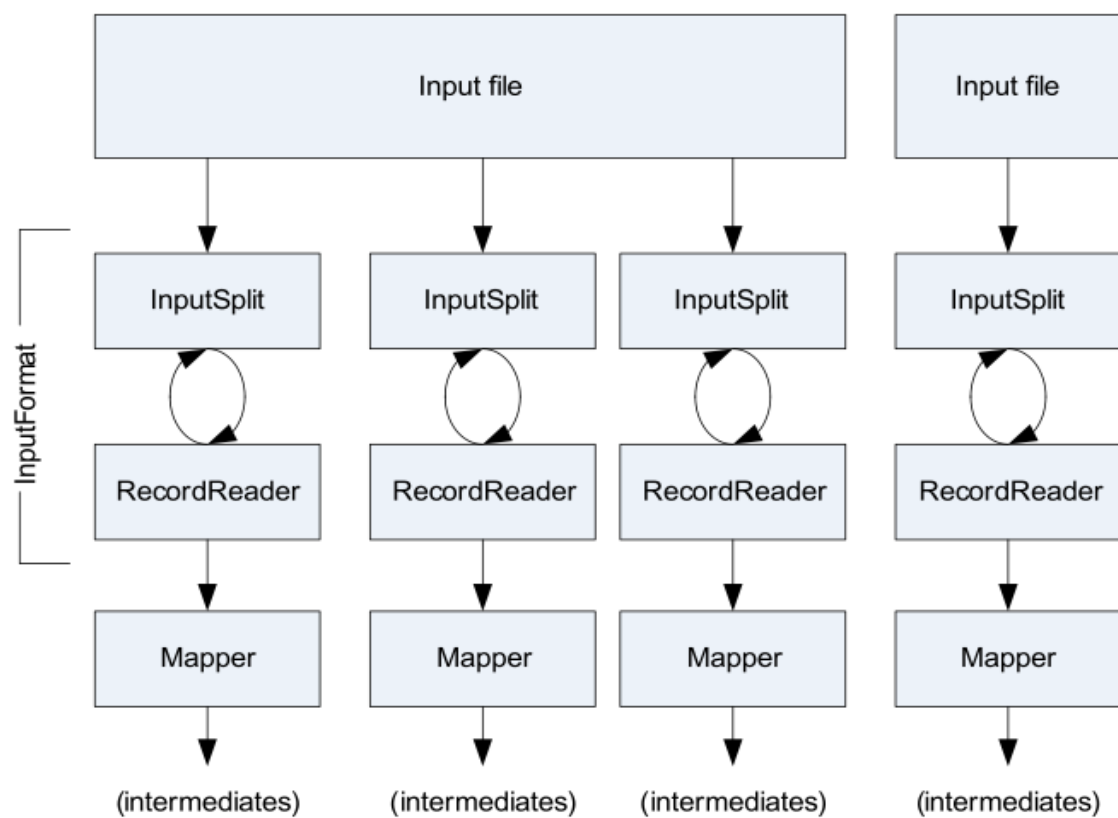 Input file
Input file
InputSplit
InputSplit
InputSplit
InputSplit
InputFormat
RecordReader
RecordReader
RecordReader
RecordReader
Mapper
Mapper
Mapper
Mapper
(intermediates)
(intermediates)
(intermediates)
(intermediates)